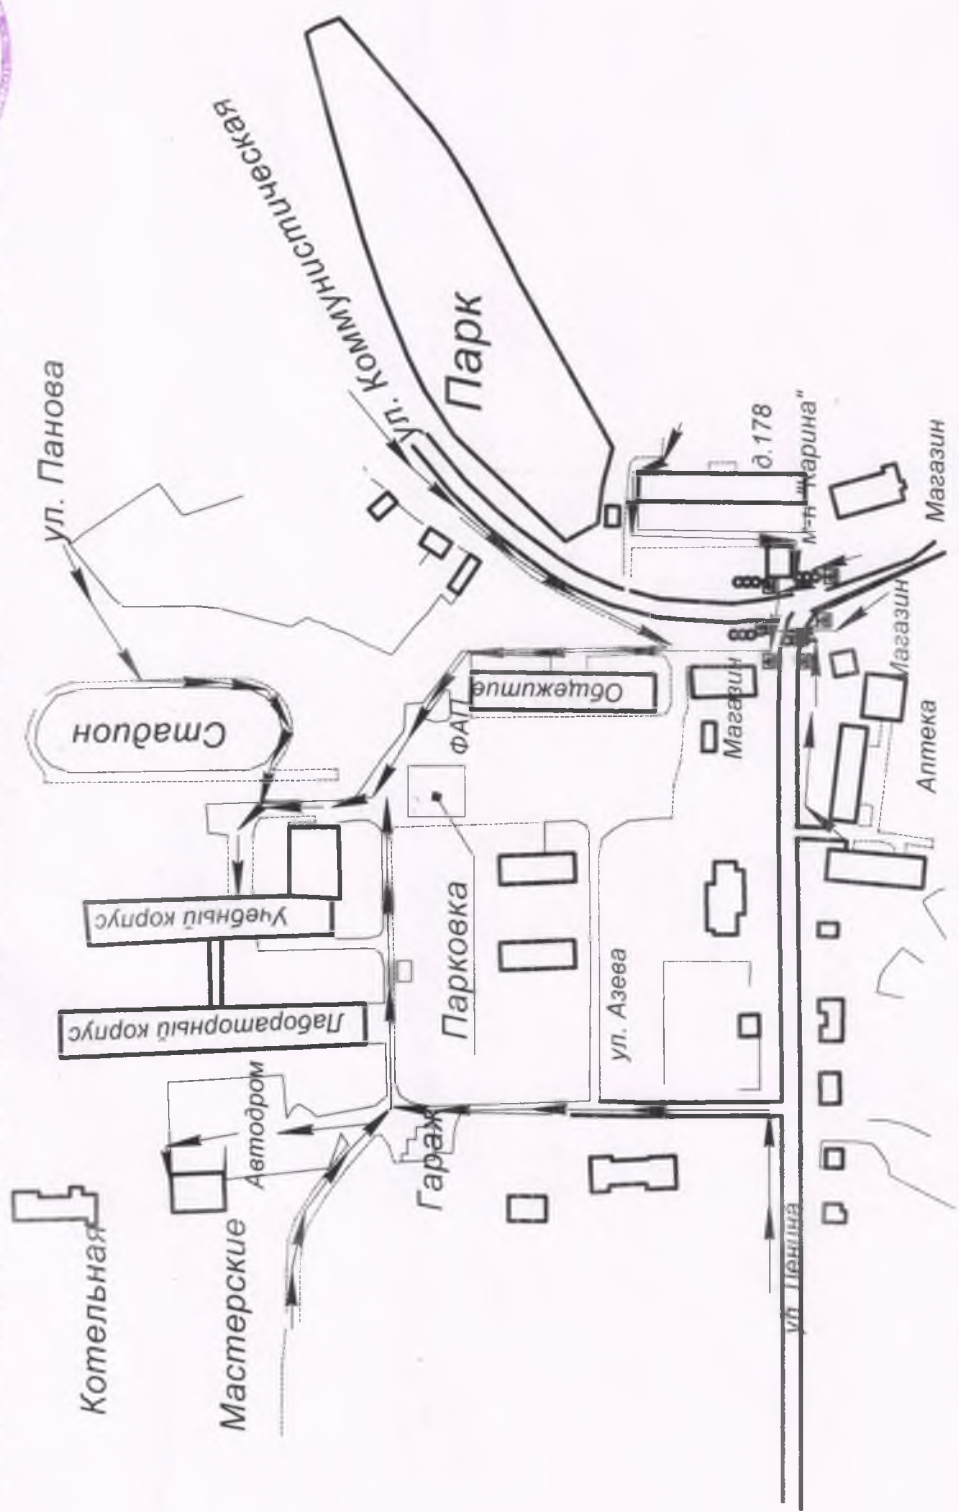 ул. Панова
ул. Коммунистическая
Парк
Стадион
Общежитие
ФАП
д.178
м-н "Карина"
Магазин
Магазин
Магазин
Аптека
Учебный корпус
Лабораторный корпус
Парковка
ул. Азева
Автодром
Гараж
Котельная
Мастерские
ул. Ленина